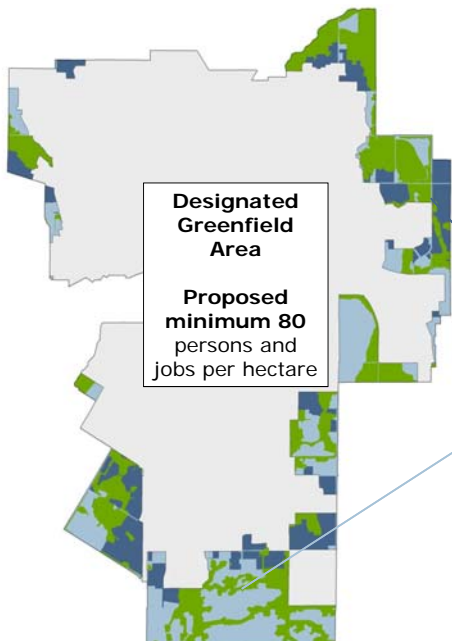 Designated
Greenfield
Area
Proposed
minimum 80
persons and
jobs per hectare